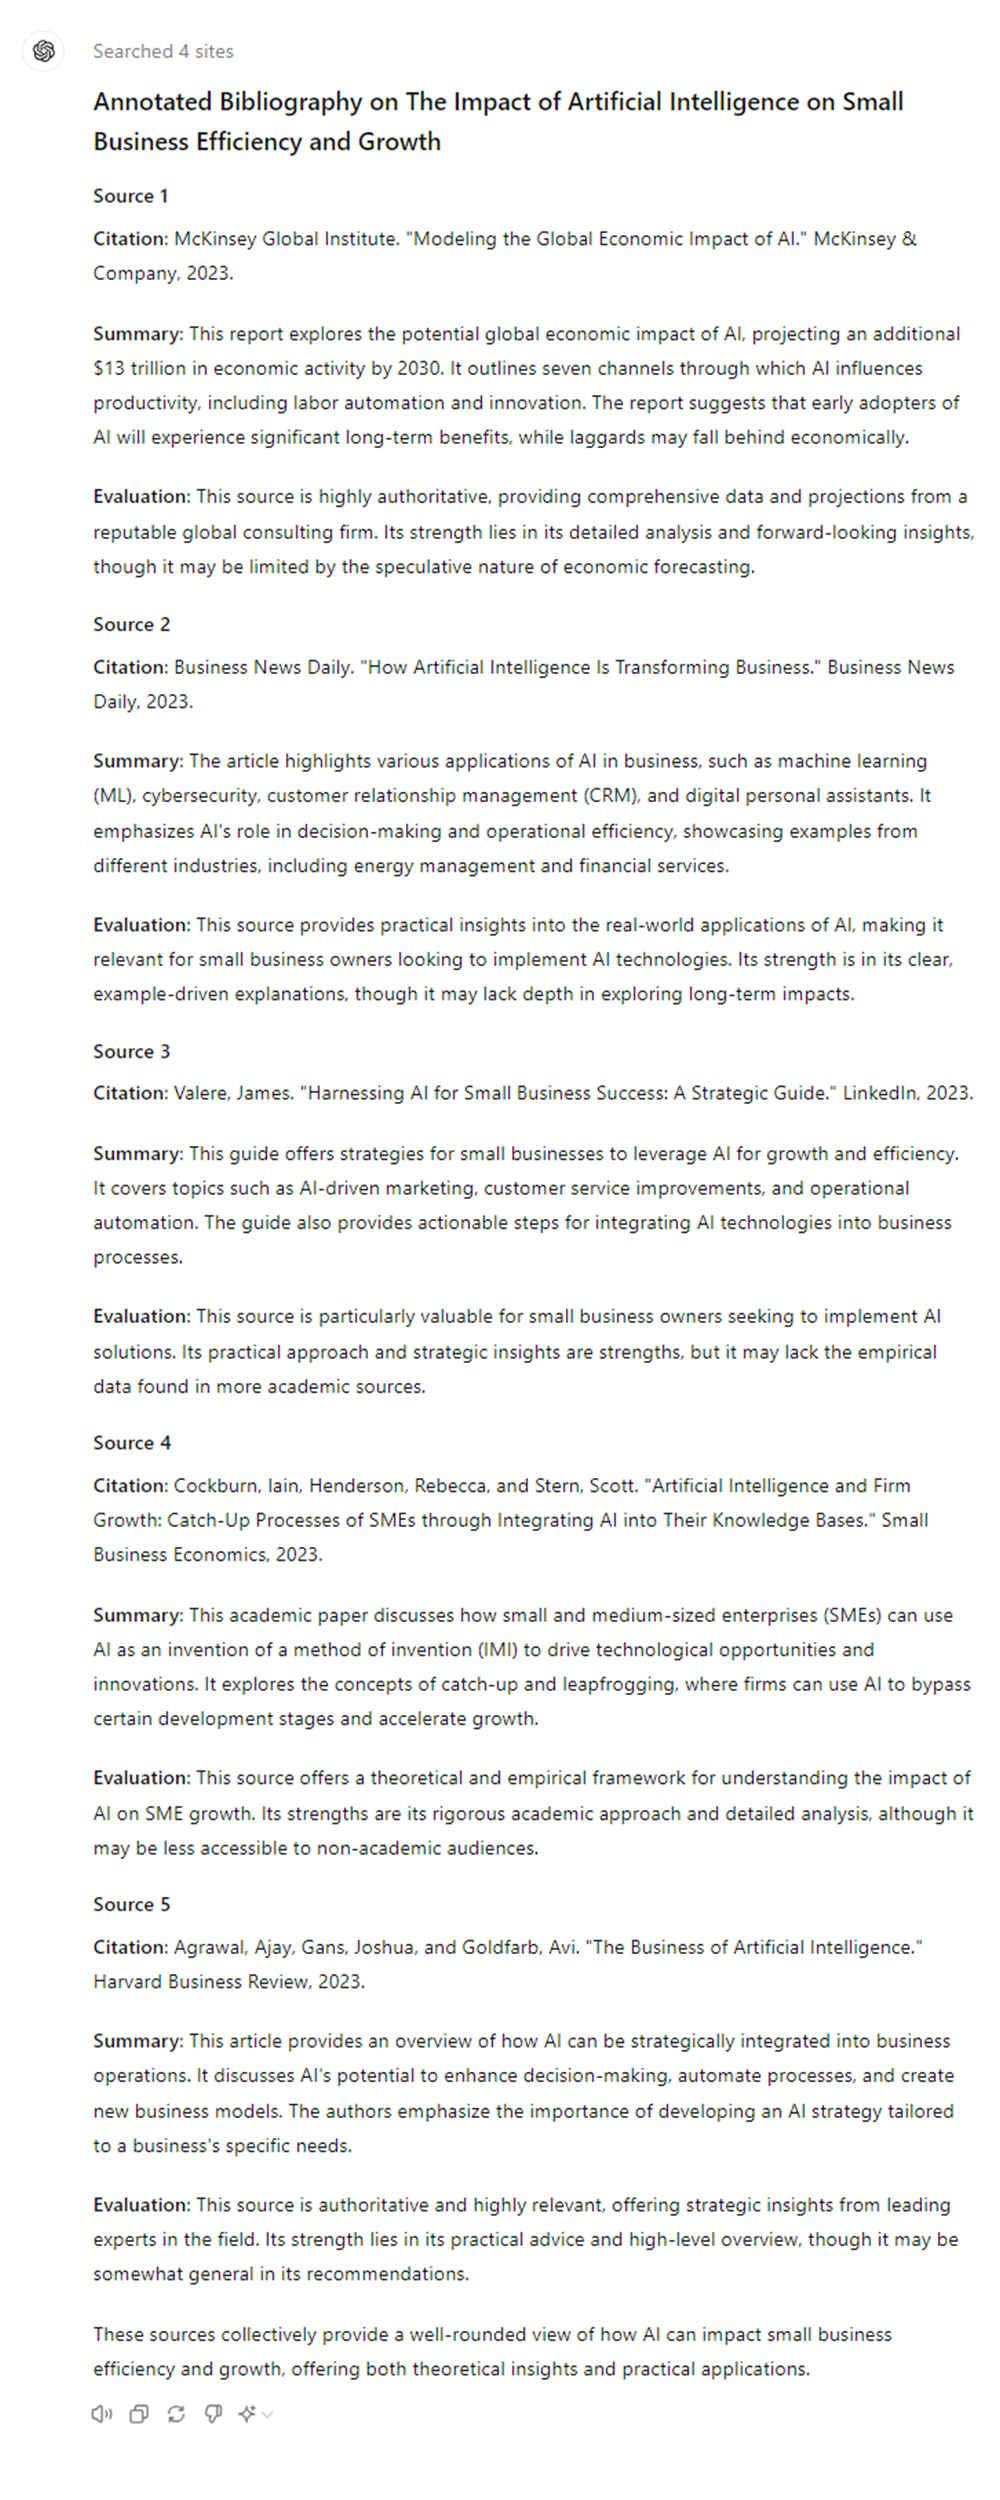 Searched 4 sites
Annotated Bibliography on The Impact of Artificial Intelligence on Small
Business Efficiency and Growth
Source 1
Citation: McKinsey Global Institute. "Modeling the Global Economic Impact of AI." McKinsey &
Company, 2023.
Summary: This report explores the potential global economic impact of AI, projecting an additional
$13 trillion in economic activity by 2030. It outlines seven channels through which AI influences
productivity, including labor automation and innovation. The report suggests that early adopters of
AI will experience significant long-term benefits, while laggards may fall behind economically.
Evaluation: This source is highly authoritative, providing comprehensive data and projections from a
reputable global consulting firm. Its strength lies in its detailed analysis and forward-looking insights,
though it may be limited by the speculative nature of economic forecasting.
Source 2
Citation: Business News Daily. "How Artificial Intelligence Is Transforming Business." Business News
Daily, 2023.
Summary: The article highlights various applications of AI in business, such as machine learning
(ML), cybersecurity, customer relationship management (CRM), and digital personal assistants. It
emphasizes AI's role in decision-making and operational efficiency, showcasing examples from
different industries, including energy management and financial services.
Evaluation: This source provides practical insights into the real-world applications of AI, making it
relevant for small business owners looking to implement AI technologies. Its strength is in its clear,
example-driven explanations, though it may lack depth in exploring long-term impacts.
Source 3
Citation: Valere, James. "Harnessing AI for Small Business Success: A Strategic Guide." LinkedIn, 2023.
Summary: This guide offers strategies for small businesses to leverage AI for growth and efficiency.
It covers topics such as AI-driven marketing, customer service improvements, and operational
automation. The guide also provides actionable steps for integrating AI technologies into business
processes.
Evaluation: This source is particularly valuable for small business owners seeking to implement AI
solutions. Its practical approach and strategic insights are strengths, but it may lack the empirical
data found in more academic sources.
Source 4
Citation: Cockburn, Iain, Henderson, Rebecca, and Stern, Scott. "Artificial Intelligence and Firm
Growth: Catch-Up Processes of SMEs through Integrating AI into Their Knowledge Bases." Small
Business Economics, 2023.
Summary: This academic paper discusses how small and medium-sized enterprises (SMEs) can use
AI as an invention of a method of invention (IMI) to drive technological opportunities and
innovations. It explores the concepts of catch-up and leapfrogging, where firms can use AI to bypass
certain development stages and accelerate growth.
Evaluation: This source offers a theoretical and empirical framework for understanding the impact of
AI on SME growth. Its strengths are its rigorous academic approach and detailed analysis, although it
may be less accessible to non-academic audiences.
Source 5
Citation: Agrawal, Ajay, Gans, Joshua, and Goldfarb, Avi. "The Business of Artificial Intelligence."
Harvard Business Review, 2023.
Summary: This article provides an overview of how AI can be strategically integrated into business
operations. It discusses AI's potential to enhance decision-making, automate processes, and create
new business models. The authors emphasize the importance of developing an AI strategy tailored
to a business's specific needs.
Evaluation: This source is authoritative and highly relevant, offering strategic insights from leading
experts in the field. Its strength lies in its practical advice and high-level overview, though it may be
somewhat general in its recommendations.
These sources collectively provide a well-rounded view of how AI can impact small business
efficiency and growth, offering both theoretical insights and practical applications.